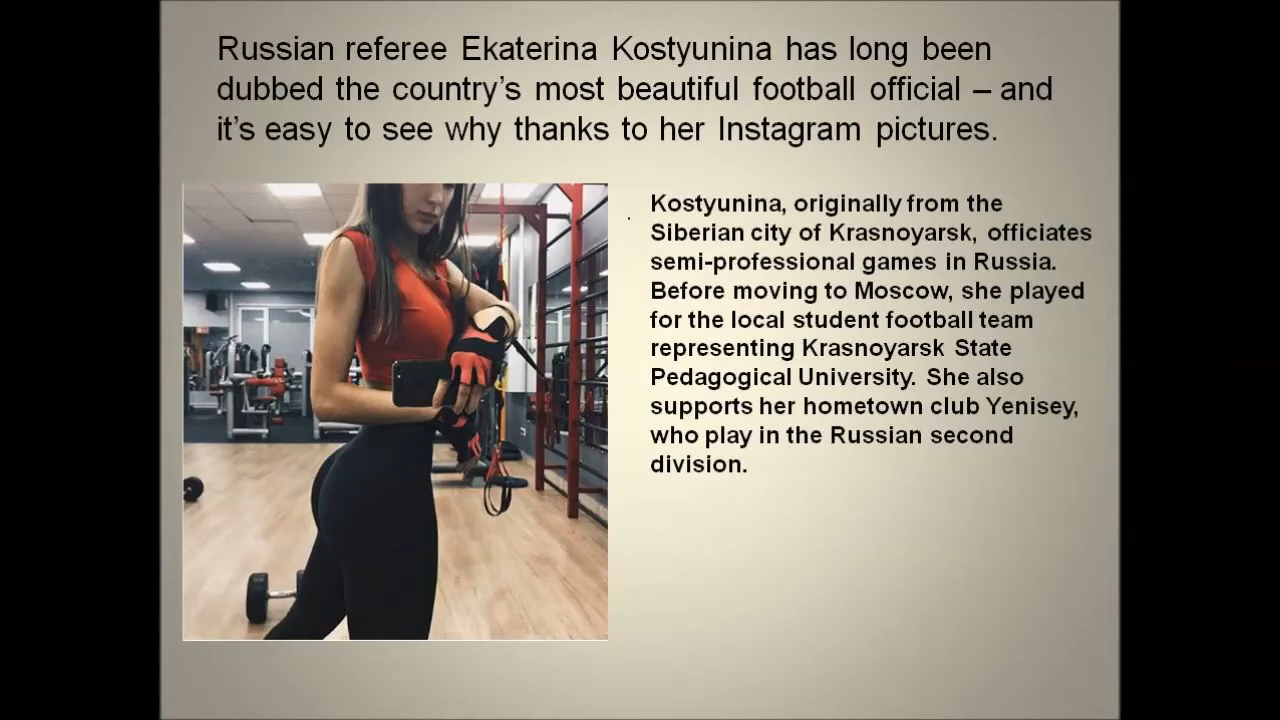 Russian referee Ekaterina Kostyunina has long been
dubbed the country’s most beautiful football official – and
it’s easy to see why thanks to her Instagram pictures.
Kostyunina, originally from the
Siberian city of Krasnoyarsk, officiates
semi-professional games in Russia.
Before moving to Moscow, she played
for the local student football team
representing Krasnoyarsk State
Pedagogical University. She also
supports her hometown club Yenisey,
who play in the Russian second
division.